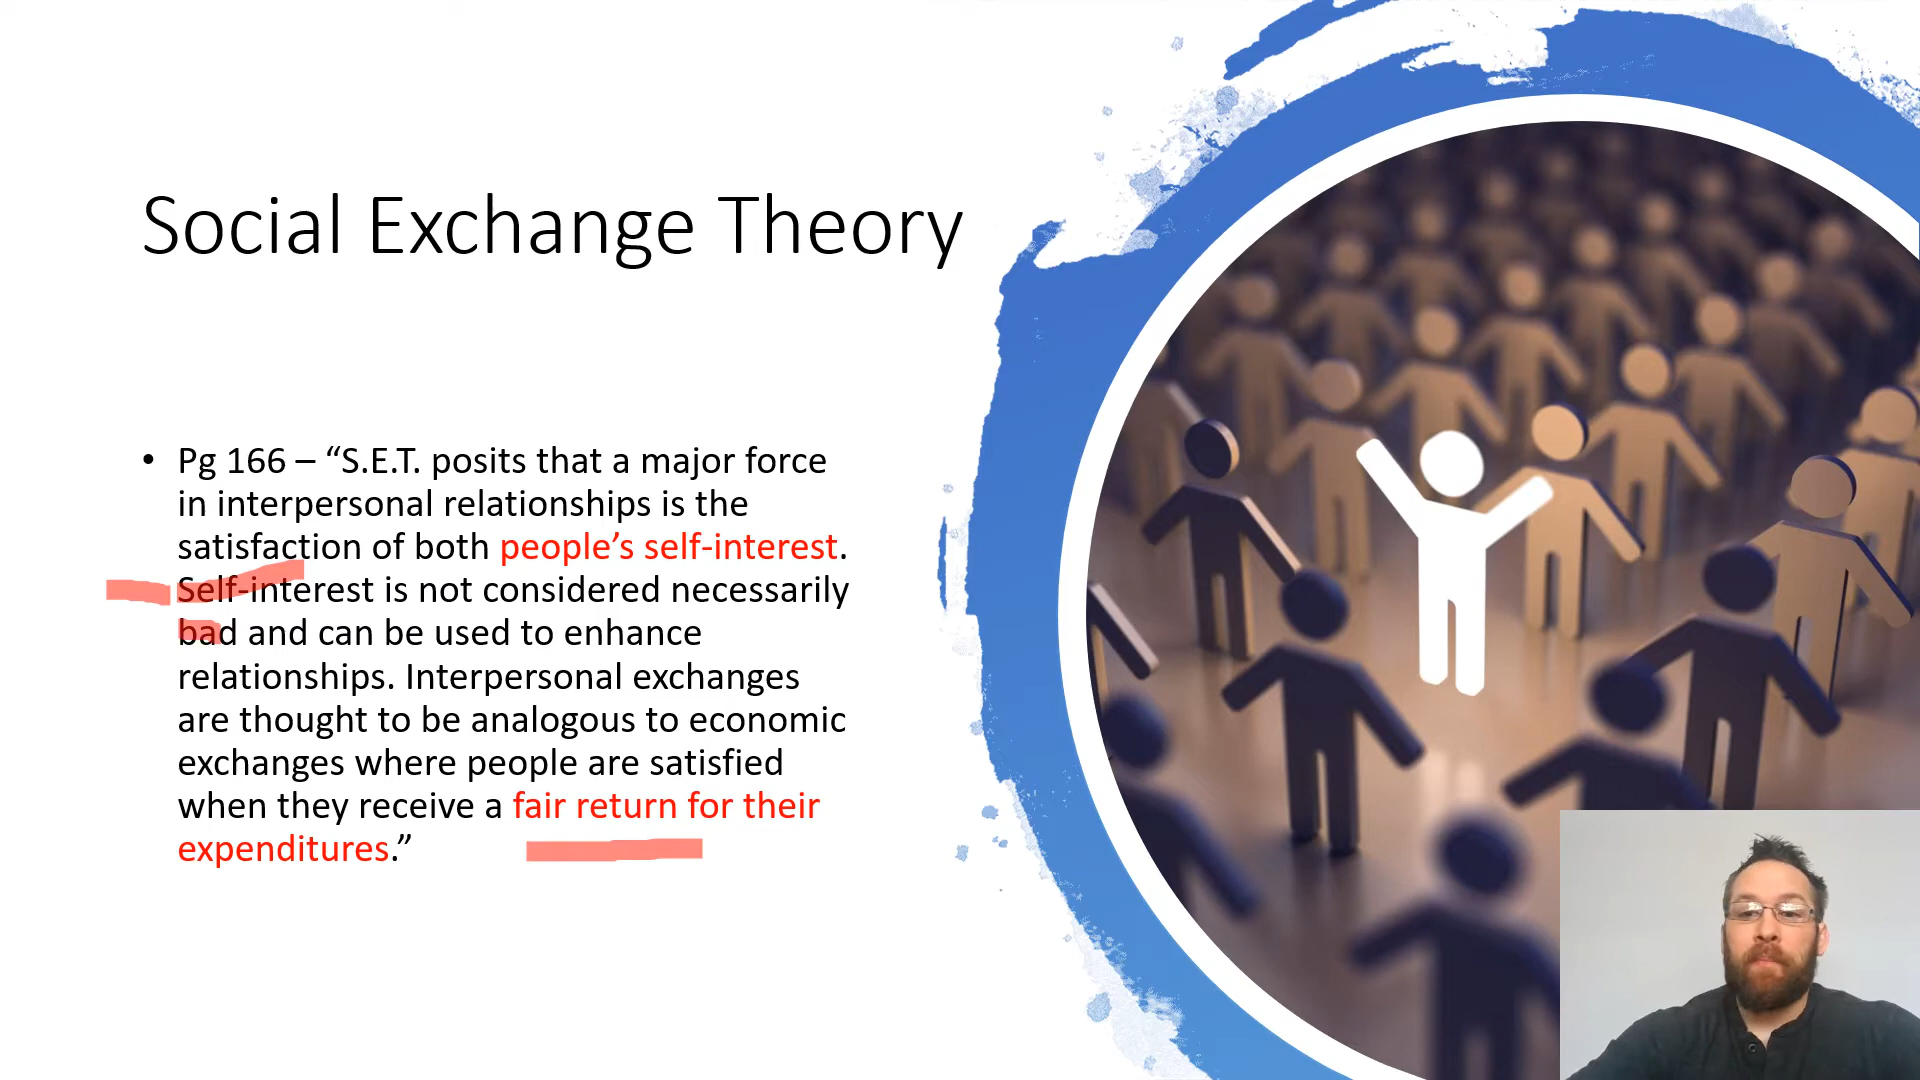 Social Exchange Theory
• Pg 166 – “S.E.T. posits that a major force
in interpersonal relationships is the
satisfaction of both people’s self-interest.
Self-interest is not considered necessarily
bad and can be used to enhance
relationships. Interpersonal exchanges
are thought to be analogous to economic
exchanges where people are satisfied
when they receive a fair return for their
expenditures.”